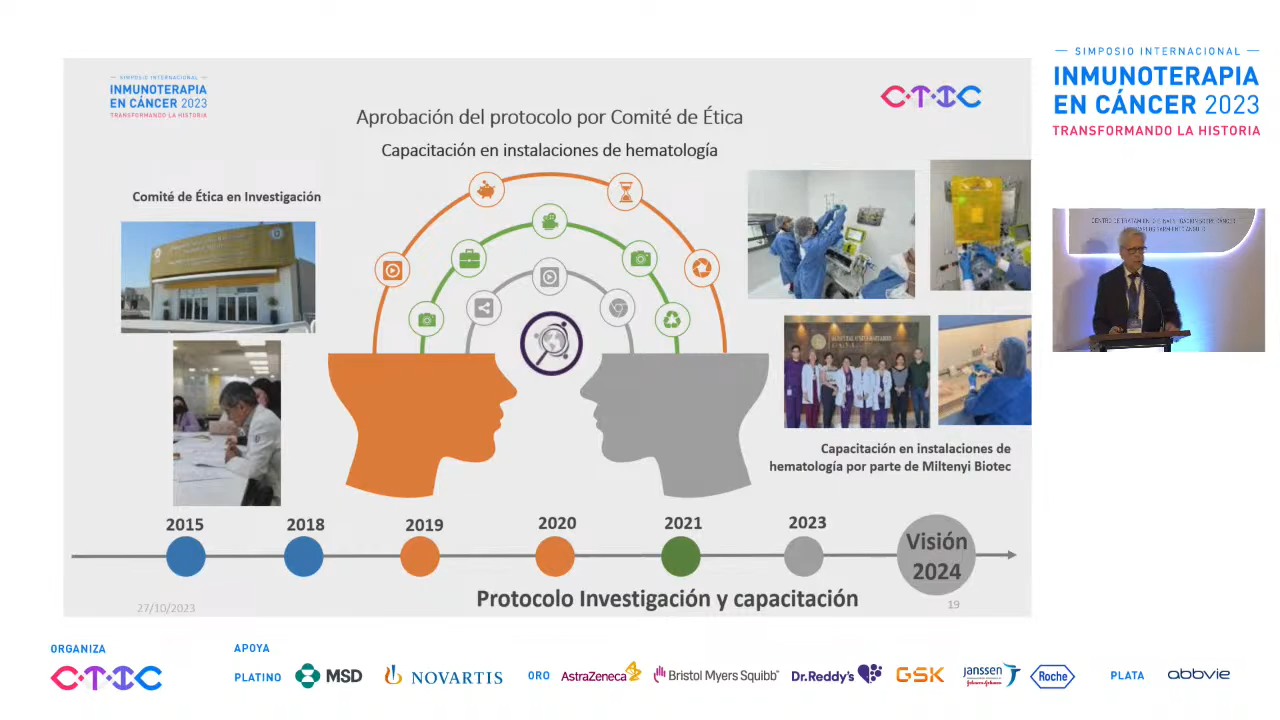 SIMPOSIO INTERNACIONAL
INMUNOTERAPIA
EN CÁNCER 2023
TRANSFORMANDO LA HISTORIA
CTIC
Aprobación del protocolo por Comité de Ética
Capacitación en instalaciones de hematología
Comité de Ética en Investigación
Capacitación en instalaciones de
hematología por parte de Miltenyi Biotec
2015
2018
2019
2020
2021
2023
Visión
2024
Protocolo Investigación y capacitación
27/10/2023
19
SIMPOSIO INTERNACIONAL
INMUNOTERAPIA
EN CÁNCER 2023
TRANSFORMANDO LA HISTORIA
ORGANIZA
CTIC
APOYA
PLATINO
MSD
NOVARTIS
ORO
AstraZeneca
Bristol Myers Squibb
Dr.Reddy's
GSK
janssen
Johnson&Johnson
Roche
PLATA
abbvie